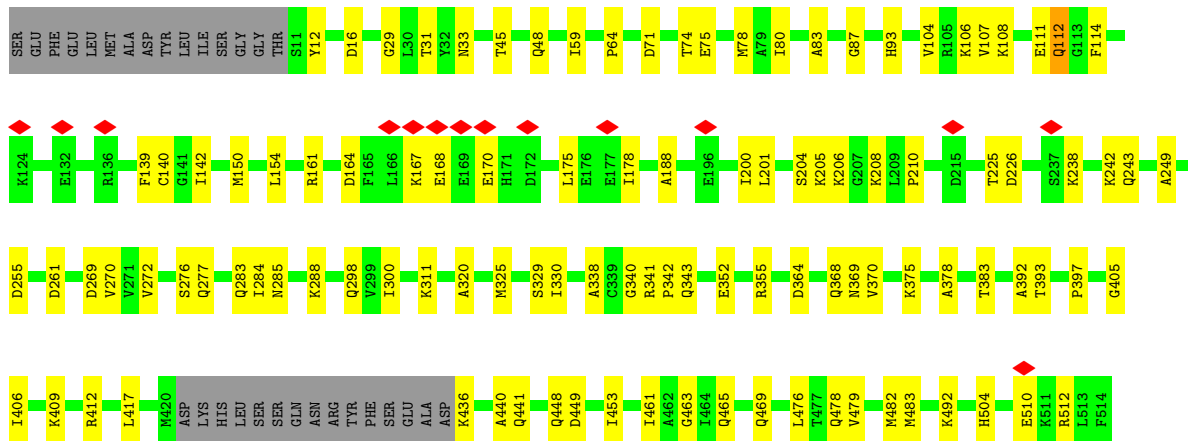 SER GLU PHE GLU LEU MET ALA ASP TYR LEU ILE SER GLY GLY THR S11 Y12 D16 G29 L30 T31 Y32 N33 T45 Q48 I59 P64 D71 T74 E75 M78 A79 I80 A83 G87 H93 V104 R105 K106 V107 K108 E111 Q112 G113 F114
K124 E132 R136 F139 C140 G141 I142 M150 L154 R161 D164 F165 L166 K167 E168 E169 E170 H171 D172 L175 E176 E177 I178 A188 E196 I200 L201 S204 K205 K206 G207 K208 L209 P210 D215 T225 D226 S237 K238 K242 Q243 A249
D255 D261 D269 V270 V271 V272 S276 Q277 Q283 I284 N285 K288 Q298 V299 I300 K311 A320 M325 S329 I330 A338 C339 G340 R341 P342 Q343 E352 R355 D364 Q368 N369 V370 K375 A378 T383 A392 T393 P397 G405
I406 K409 R412 L417 M420 ASP LYS HIS LEU SER SER GLN ASN ARG TYR PHE SER GLU ALA ASP K436 A440 Q441 Q448 D449 I453 I461 A462 G463 I464 Q465 Q469 L476 T477 Q478 V479 M482 M483 K492 H504 E510 K511 R512 L513 F514